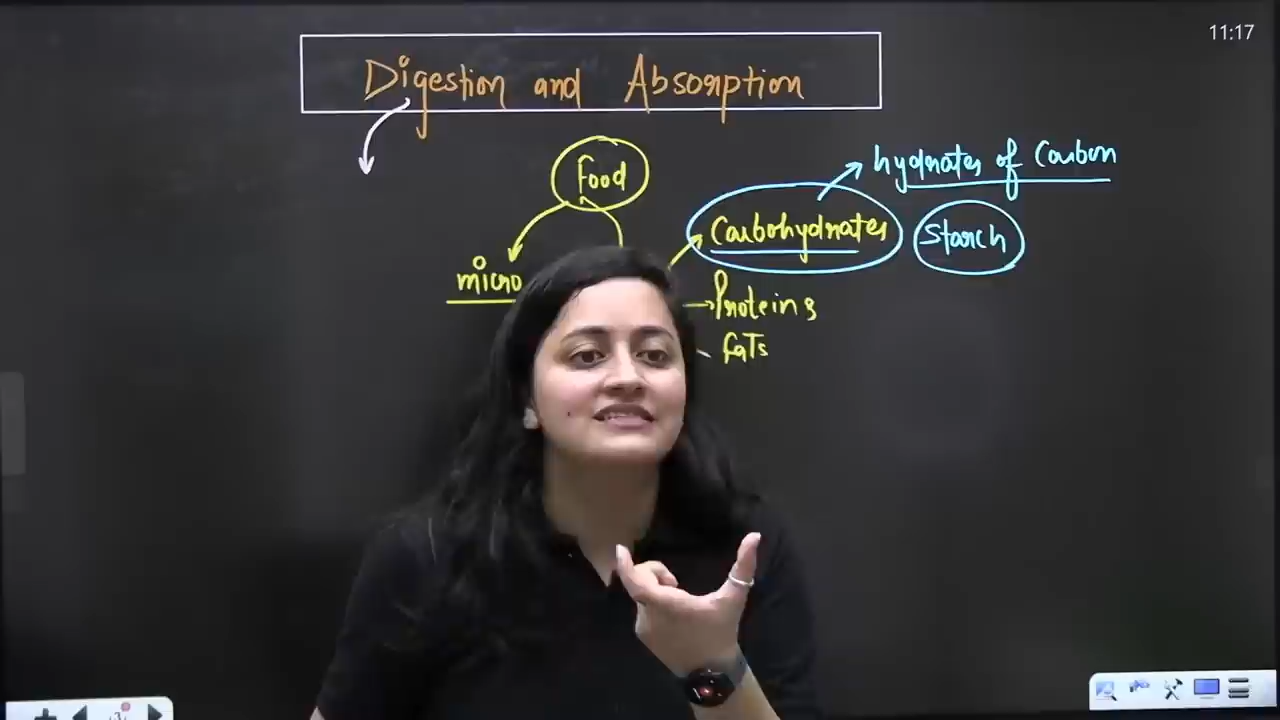 11:17
Digestion and Absorption
Food
hydrates of Carbon
Carbohydrates
Starch
micro
Proteins
fats